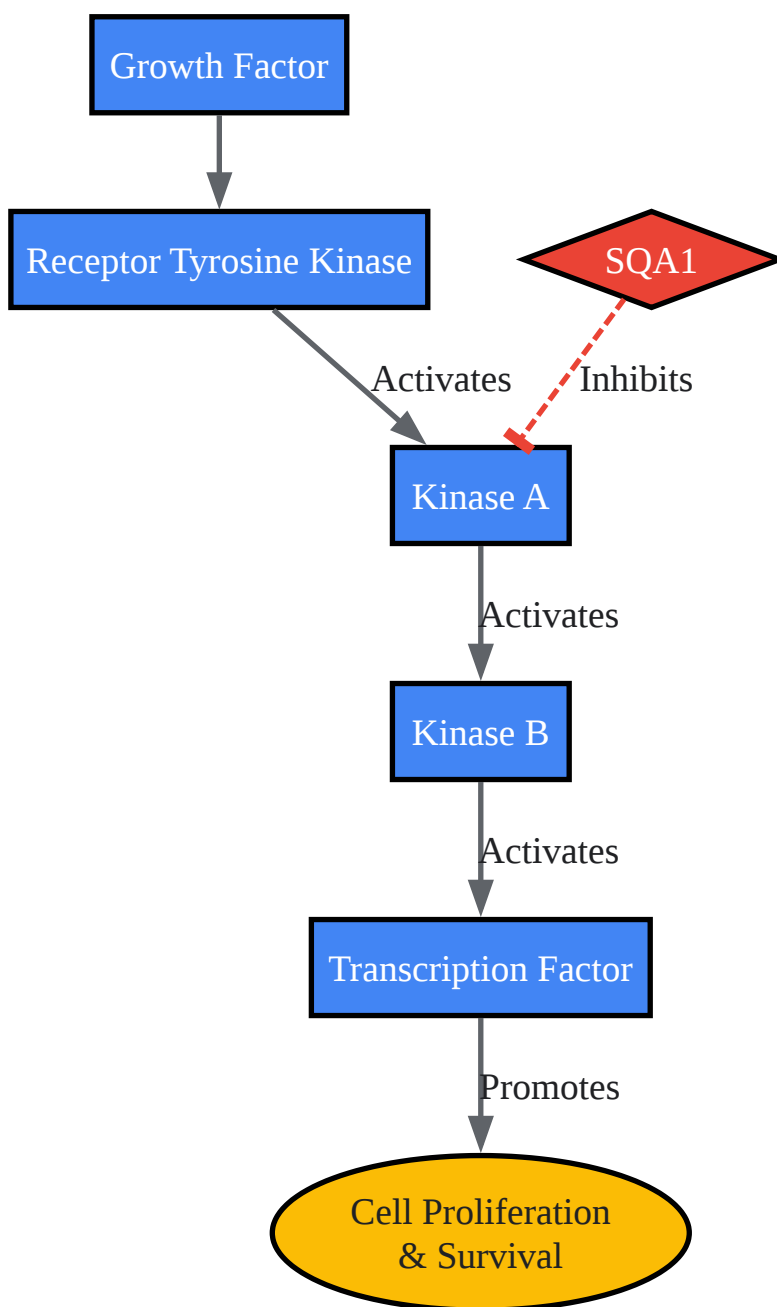 Growth Factor
Receptor Tyrosine Kinase
SQA1
Activates
Inhibits
Kinase A
Activates
Kinase B
Activates
Transcription Factor
Promotes
Cell Proliferation
& Survival